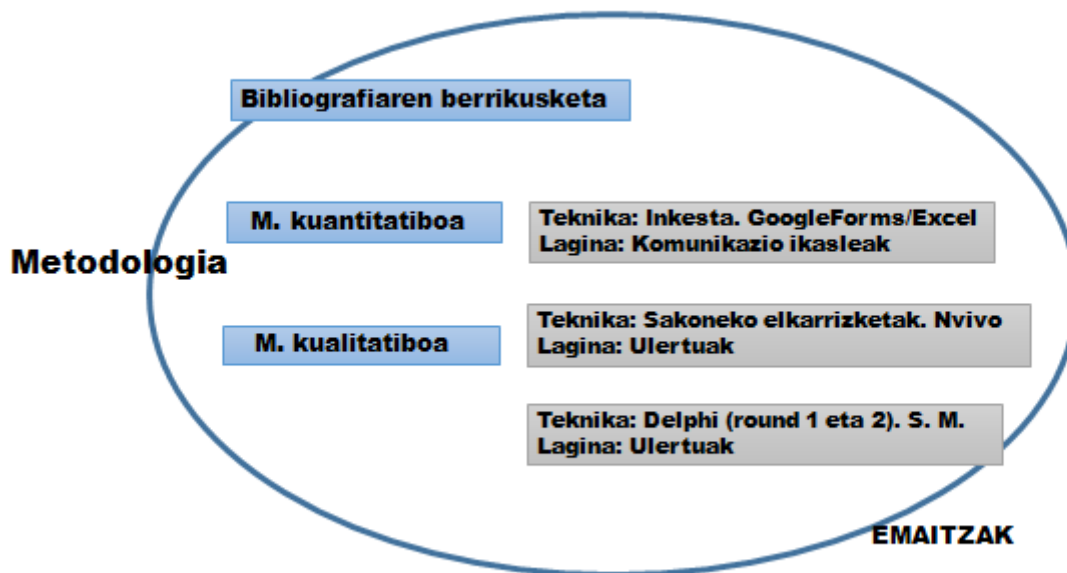 Bibliografiaren berrikusketa
M. kuantitatiboa
Teknika: Inkesta. GoogleForms/Excel
Lagina: Komunikazio ikasleak
Metodologia
M. kualitatiboa
Teknika: Sakoneko elkarrizketak. Nvivo
Lagina: Ulertuak
Teknika: Delphi (round 1 eta 2). S. M.
Lagina: Ulertuak
EMAITZAK